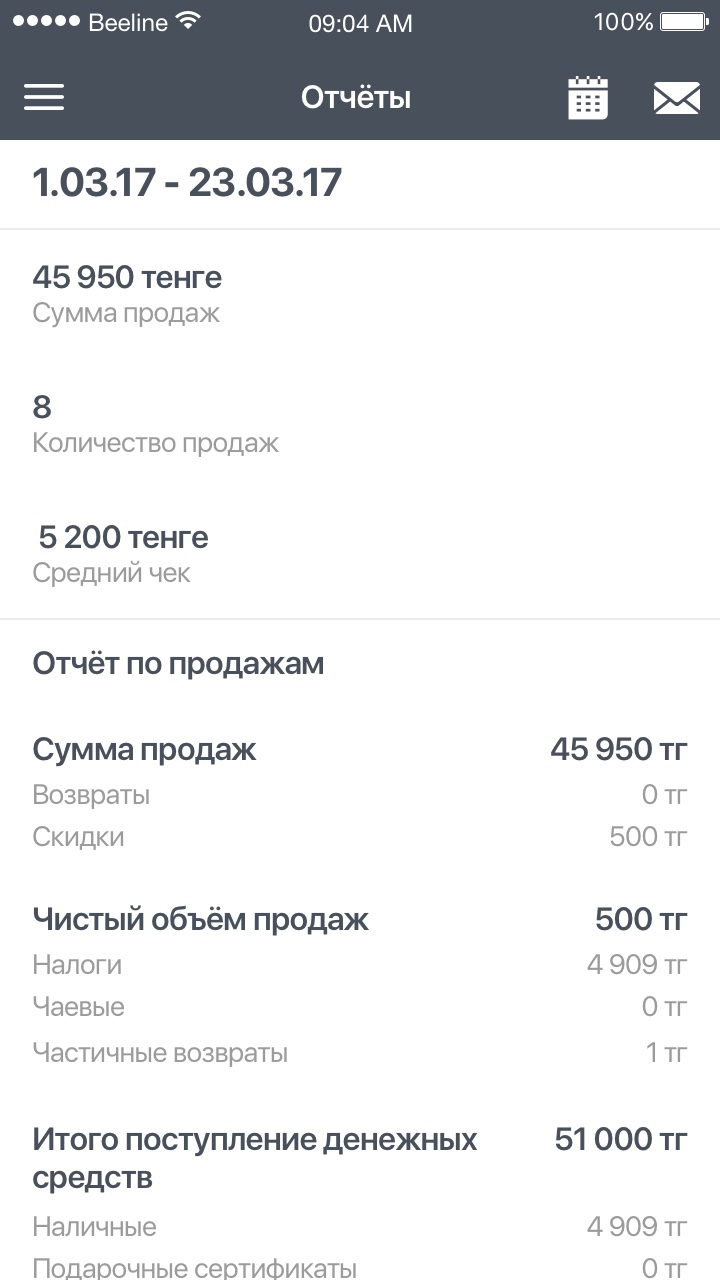 Beeline 09:04 AM 100%
Отчёты
1.03.17 - 23.03.17
45 950 тенге
Сумма продаж
8
Количество продаж
5 200 тенге
Средний чек
Отчёт по продажам
Сумма продаж 45 950 тг
Возвраты 0 тг
Скидки 500 тг
Чистый объём продаж 500 тг
Налоги 4 909 тг
Чаевые 0 тг
Частичные возвраты 1 тг
Итого поступление денежных 51 000 тг
средств
Наличные 4 909 тг
Подарочные сертификаты 0 тг